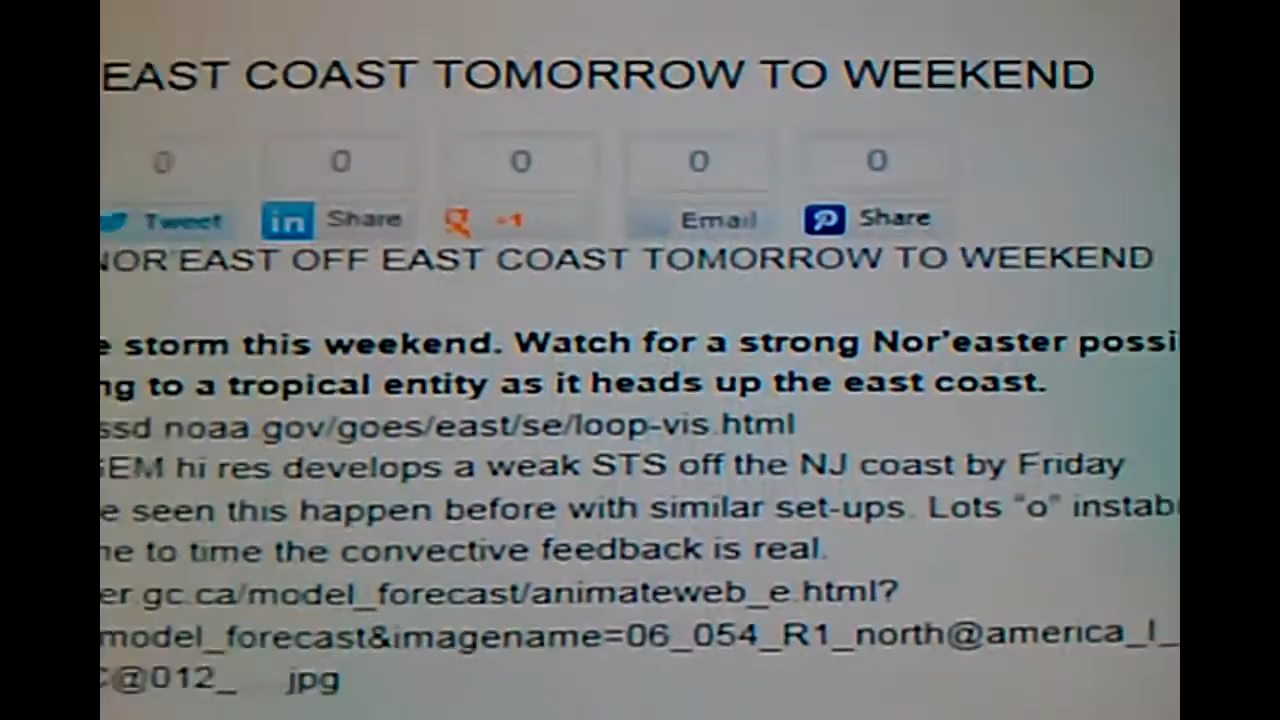 EAST COAST TOMORROW TO WEEKEND
0 0 0 0 0
Tweet in Share +1 Email Share
NOR'EAST OFF EAST COAST TOMORROW TO WEEKEND
e storm this weekend. Watch for a strong Nor'easter possi
ng to a tropical entity as it heads up the east coast.
ssd noaa gov/goes/east/se/loop-vis.html
GEM hi res develops a weak STS off the NJ coast by Friday
e seen this happen before with similar set-ups. Lots "o" instabi
ne to time the convective feedback is real.
er.gc.ca/model_forecast/animateweb_e.html?
model_forecast&imagename=06_054_R1_north@america_I_
C@012_ jpg